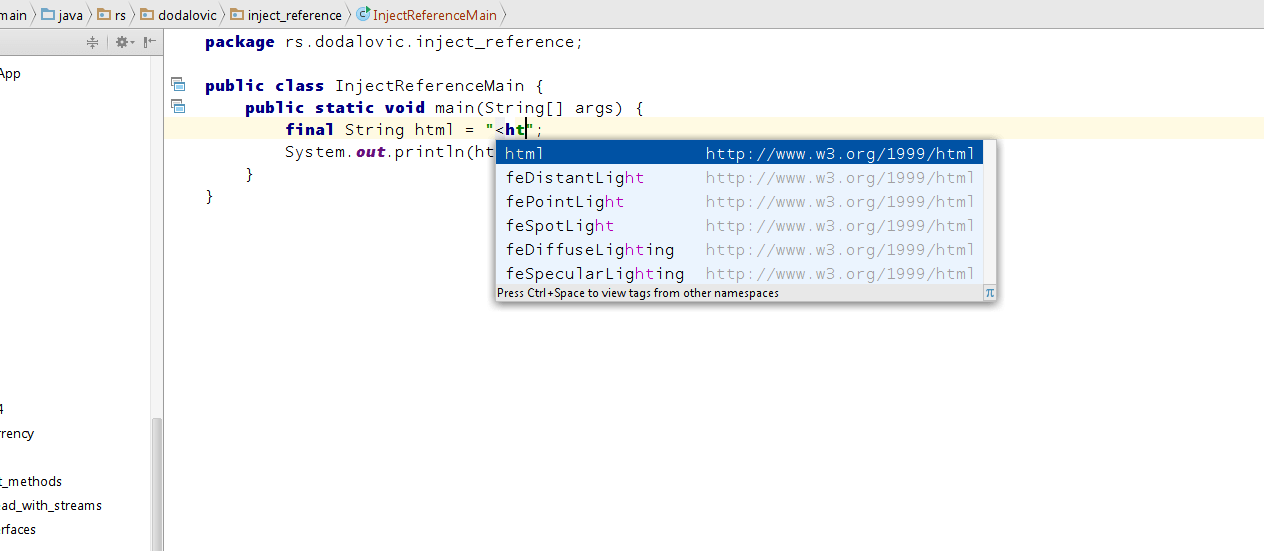 main java rs dodalovic inject_reference InjectReferenceMain
App
package rs.dodalovic.inject_reference;
public class InjectReferenceMain {
public static void main(String[] args) {
final String html = "<ht";
System.out.println(ht
}
}
html http://www.w3.org/1999/html
feDistantLight http://www.w3.org/1999/html
fePointLight http://www.w3.org/1999/html
feSpotLight http://www.w3.org/1999/html
feDiffuseLighting http://www.w3.org/1999/html
feSpecularLighting http://www.w3.org/1999/html
Press Ctrl+Space to view tags from other namespaces π
4
rrency
t_methods
ad_with_streams
rfaces